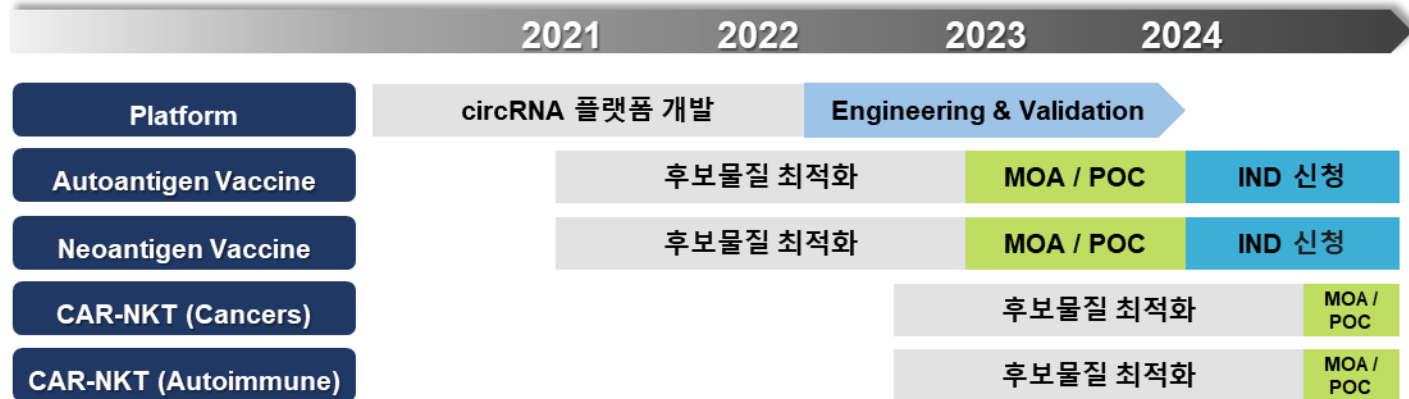 2021 2022 2023 2024
Platform circRNA 플랫폼 개발 Engineering & Validation
Autoantigen Vaccine 후보물질 최적화 MOA / POC IND 신청
Neoantigen Vaccine 후보물질 최적화 MOA / POC IND 신청
CAR-NKT (Cancers) 후보물질 최적화 MOA /
POC
CAR-NKT (Autoimmune) 후보물질 최적화 MOA /
POC